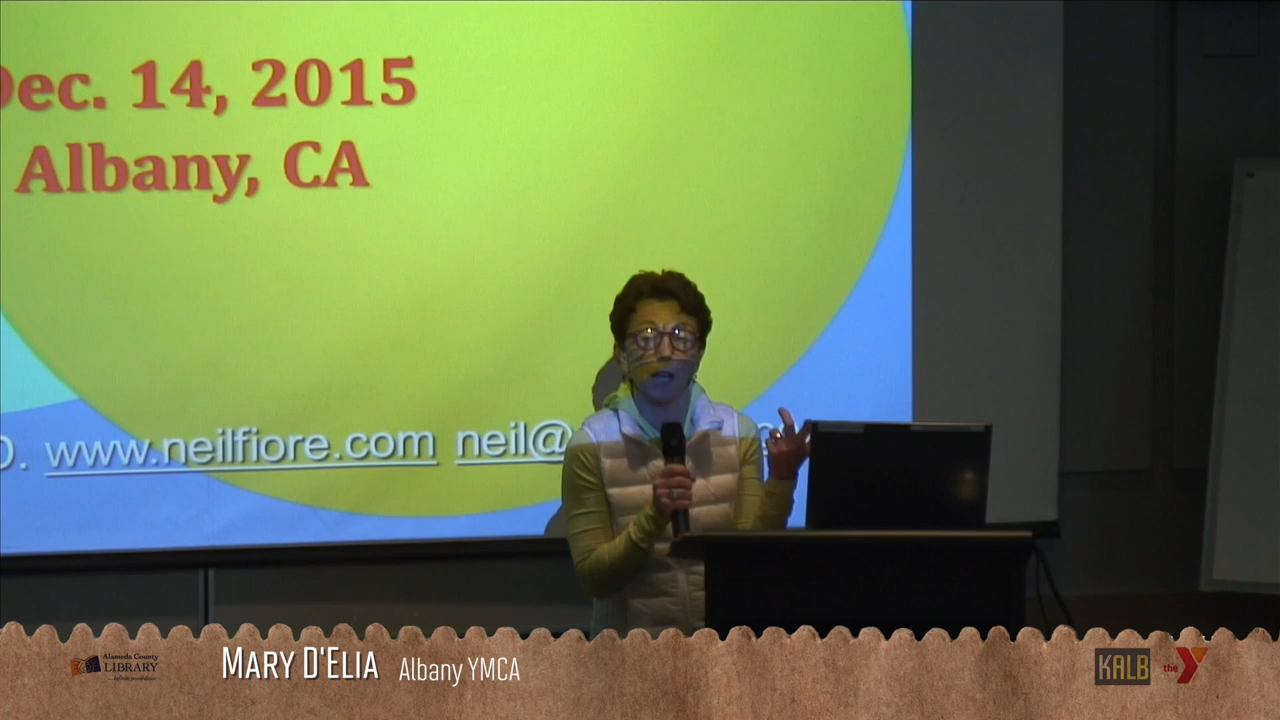 Dec. 14, 2015
Albany, CA
D. www.neilfiore.com neil@
Alameda County
LIBRARY
MARY D'ELIA Albany YMCA
KALB
the Y